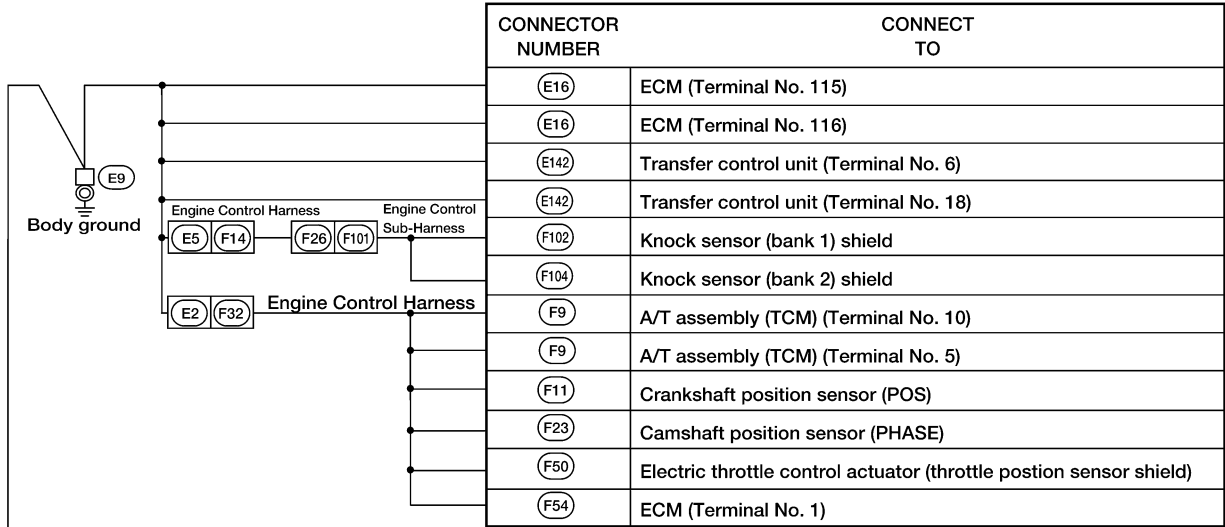 CONNECTOR NUMBER
CONNECT TO
E16 ECM (Terminal No. 115)
E16 ECM (Terminal No. 116)
E142 Transfer control unit (Terminal No. 6)
E142 Transfer control unit (Terminal No. 18)
F102 Knock sensor (bank 1) shield
F104 Knock sensor (bank 2) shield
F9 A/T assembly (TCM) (Terminal No. 10)
F9 A/T assembly (TCM) (Terminal No. 5)
F11 Crankshaft position sensor (POS)
F23 Camshaft position sensor (PHASE)
F50 Electric throttle control actuator (throttle postion sensor shield)
F54 ECM (Terminal No. 1)
E9
Body ground
Engine Control Harness
E5 F14
F26 F101
Engine Control
Sub-Harness
E2 F32
Engine Control Harness